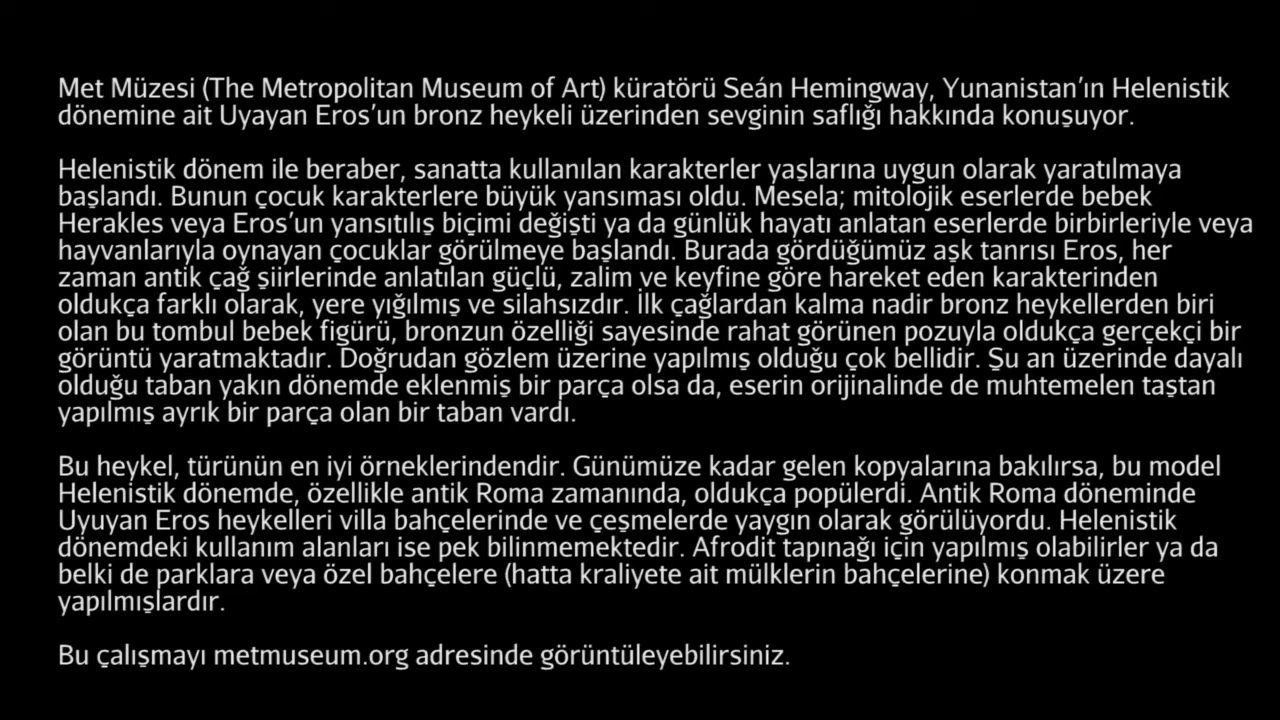 Met Müzesi (The Metropolitan Museum of Art) küratörü Seán Hemingway, Yunanistan’ın Helenistik
dönemine ait Uyayan Eros’un bronz heykeli üzerinden sevginin saflığı hakkında konuşuyor.
Helenistik dönem ile beraber, sanatta kullanılan karakterler yaşlarına uygun olarak yaratılmaya
başlandı. Bunun çocuk karakterlere büyük yansıması oldu. Mesela; mitolojik eserlerde bebek
Herakles veya Eros’un yansıtılış biçimi değişti ya da günlük hayatı anlatan eserlerde birbirleriyle veya
hayvanlarıyla oynayan çocuklar görülmeye başlandı. Burada gördüğümüz aşk tanrısı Eros, her
zaman antik çağ şiirlerinde anlatılan güçlü, zalim ve keyfine göre hareket eden karakterinden
oldukça farklı olarak, yere yığılmış ve silahsızdır. İlk çağlardan kalma nadir bronz heykellerden biri
olan bu tombul bebek figürü, bronzun özelliği sayesinde rahat görünen pozuyla oldukça gerçekçi bir
görüntü yaratmaktadır. Doğrudan gözlem üzerine yapılmış olduğu çok bellidir. Şu an üzerinde dayalı
olduğu taban yakın dönemde eklenmiş bir parça olsa da, eserin orijinalinde de muhtemelen taştan
yapılmış ayrık bir parça olan bir taban vardı.
Bu heykel, türünün en iyi örneklerindendir. Günümüze kadar gelen kopyalarına bakılırsa, bu model
Helenistik dönemde, özellikle antik Roma zamanında, oldukça popülerdi. Antik Roma döneminde
Uyuyan Eros heykelleri villa bahçelerinde ve çeşmelerde yaygın olarak görülüyordu. Helenistik
dönemdeki kullanım alanları ise pek bilinmemektedir. Afrodit tapınağı için yapılmış olabilirler ya da
belki de parklara veya özel bahçelere (hatta kraliyete ait mülklerin bahçelerine) konmak üzere
yapılmışlardır.
Bu çalışmayı metmuseum.org adresinde görüntüleyebilirsiniz.